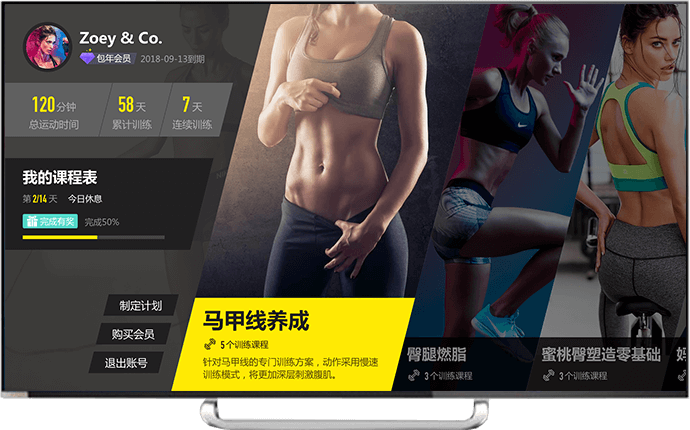 Zoey & Co.
包年会员 2018-09-13到期
120分钟 58天 7天
总运动时间 累计训练 连续训练
我的课程表
第2/14天 今日休息
完成有奖 完成50%
制定计划
购买会员
退出账号
马甲线养成
5个训练课程
针对马甲线的专门训练方案，动作采用慢速
训练模式，将更加深层刺激腹肌。
臀腿燃脂
3个训练课程
蜜桃臀塑造零基础
3个训练课程